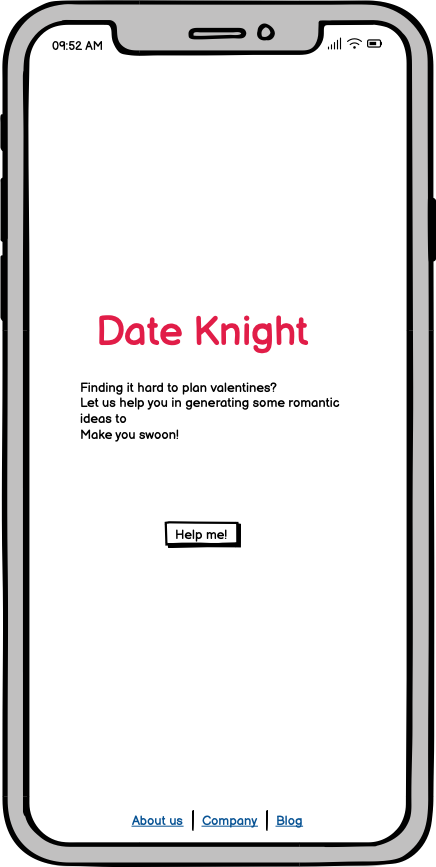 09:52 AM
Date Knight
Finding it hard to plan valentines?
Let us help you in generating some romantic
ideas to
Make you swoon!
Help me!
About us | Company | Blog